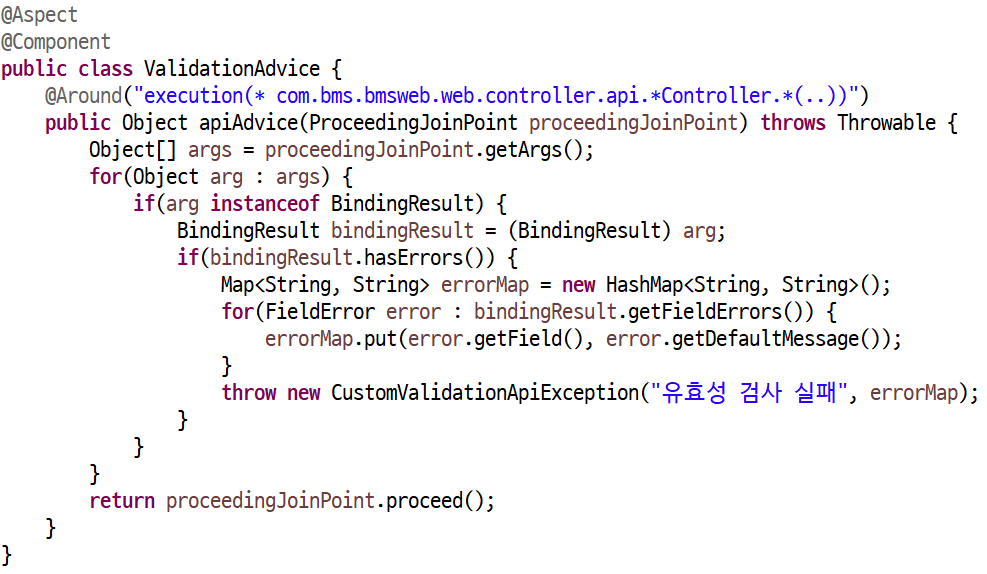 @Aspect
@Component
public class ValidationAdvice {
    @Around("execution(* com.bms.bmsweb.web.controller.api.*Controller.*(..))")
    public Object apiAdvice(ProceedingJoinPoint proceedingJoinPoint) throws Throwable {
        Object[] args = proceedingJoinPoint.getArgs();
        for(Object arg : args) {
            if(arg instanceof BindingResult) {
                BindingResult bindingResult = (BindingResult) arg;
                if(bindingResult.hasErrors()) {
                    Map<String, String> errorMap = new HashMap<String, String>();
                    for(FieldError error : bindingResult.getFieldErrors()) {
                        errorMap.put(error.getField(), error.getDefaultMessage());
                    }
                    throw new CustomValidationApiException("유효성 검사 실패", errorMap);
                }
            }
        }
        return proceedingJoinPoint.proceed();
    }
}